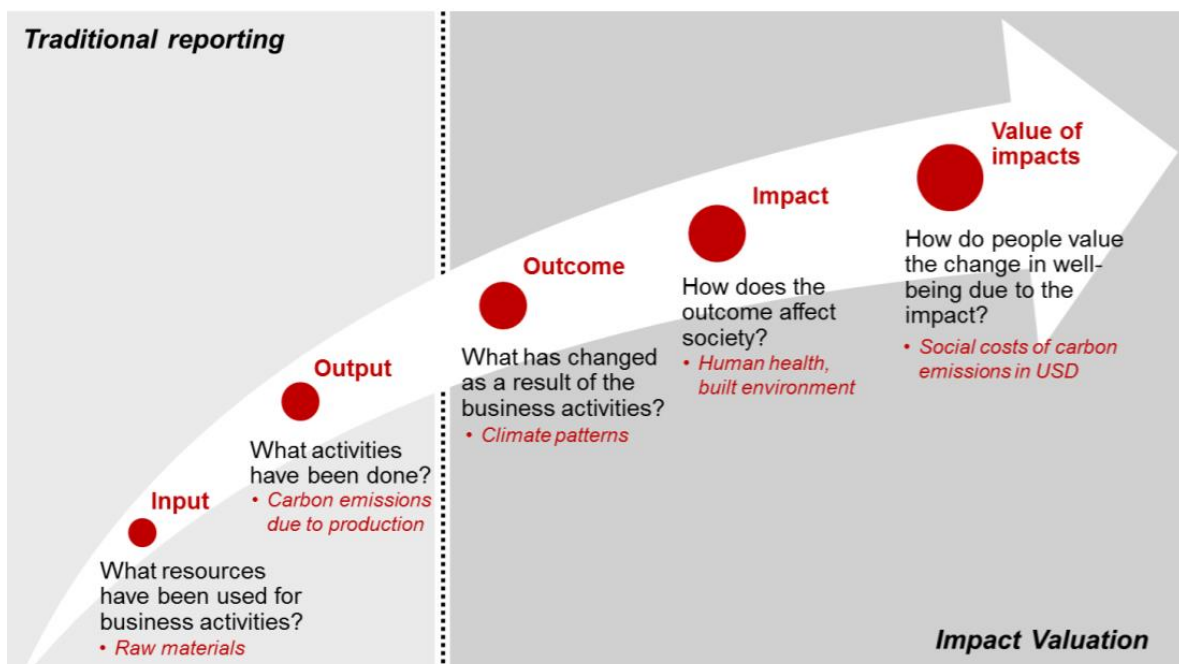 Traditional reporting
Input
What resources
have been used for
business activities?
• Raw materials
Output
What activities
have been done?
• Carbon emissions
due to production
Outcome
What has changed
as a result of the
business activities?
• Climate patterns
Impact
How does the
outcome affect
society?
• Human health,
built environment
Value of
impacts
How do people value
the change in well-
being due to the
impact?
• Social costs of carbon
emissions in USD
Impact Valuation